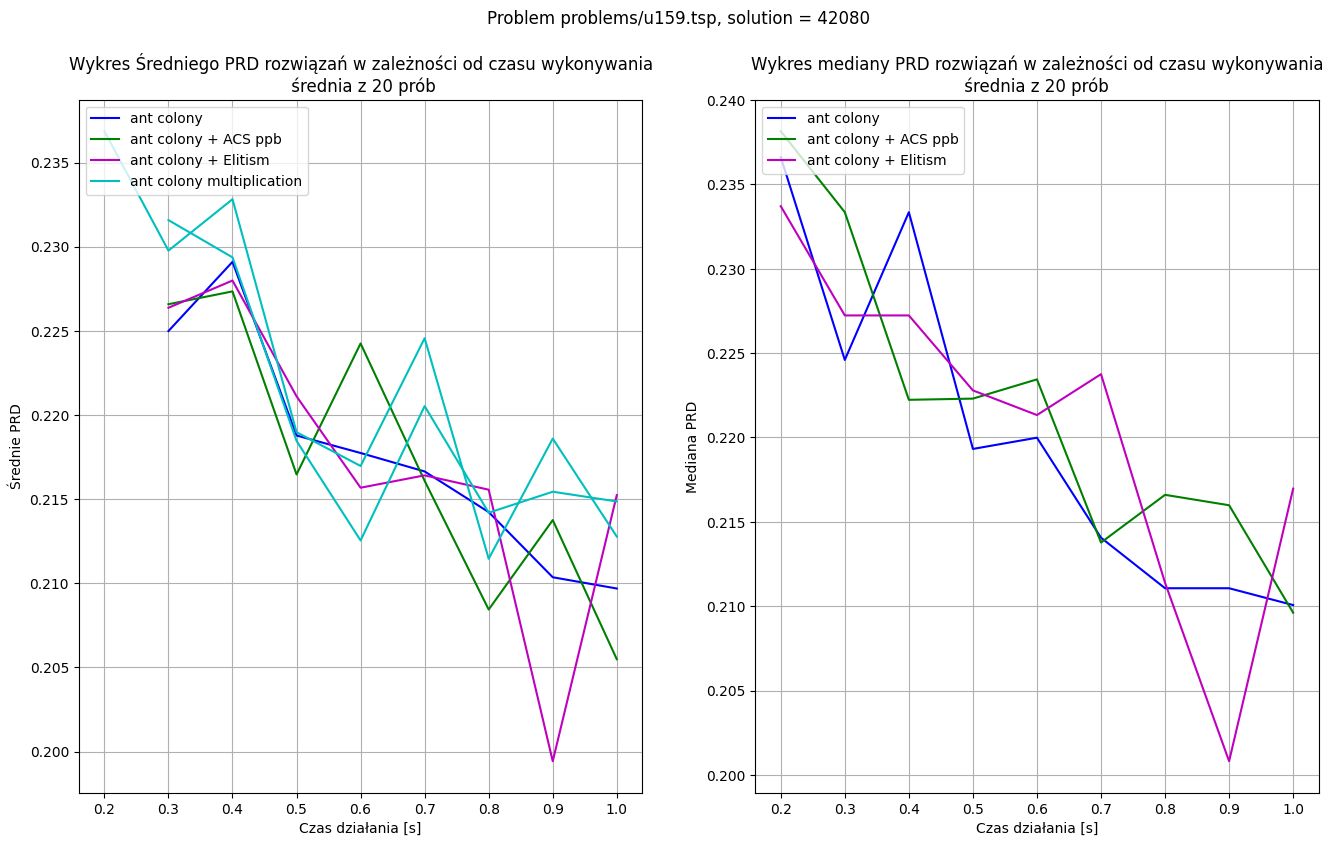 Problem problems/u159.tsp, solution = 42080
Wykres Średniego PRD rozwiązań w zależności od czasu wykonywania
średnia z 20 prób
ant colony
ant colony + ACS ppb
ant colony + Elitism
ant colony multiplication
0.235
0.230
0.225
0.220
0.215
0.210
0.205
0.200
Średnie PRD
0.2 0.3 0.4 0.5 0.6 0.7 0.8 0.9 1.0
Czas działania [s]
Wykres mediany PRD rozwiązań w zależności od czasu wykonywania
średnia z 20 prób
ant colony
ant colony + ACS ppb
ant colony + Elitism
0.240
0.235
0.230
0.225
0.220
0.215
0.210
0.205
0.200
Mediana PRD
0.2 0.3 0.4 0.5 0.6 0.7 0.8 0.9 1.0
Czas działania [s]